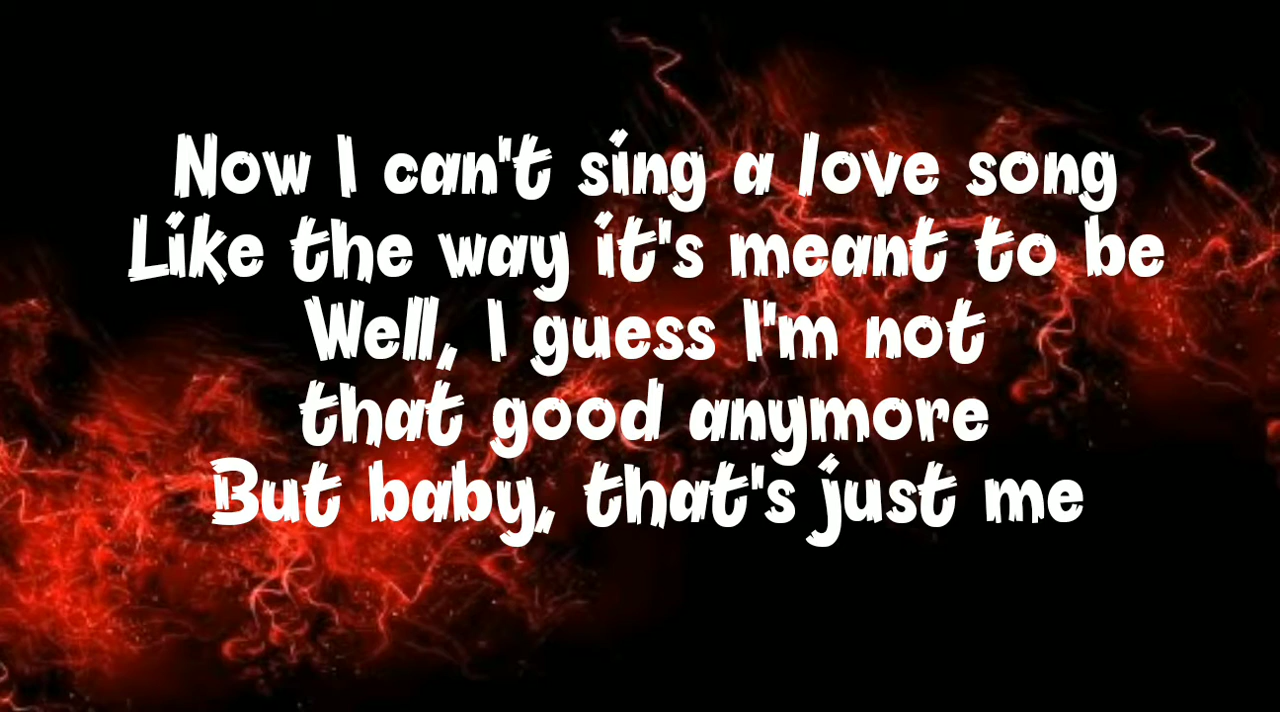 Now I can't sing a love song
Like the way it's meant to be
Well, I guess I'm not
that good anymore
But baby, that's just me